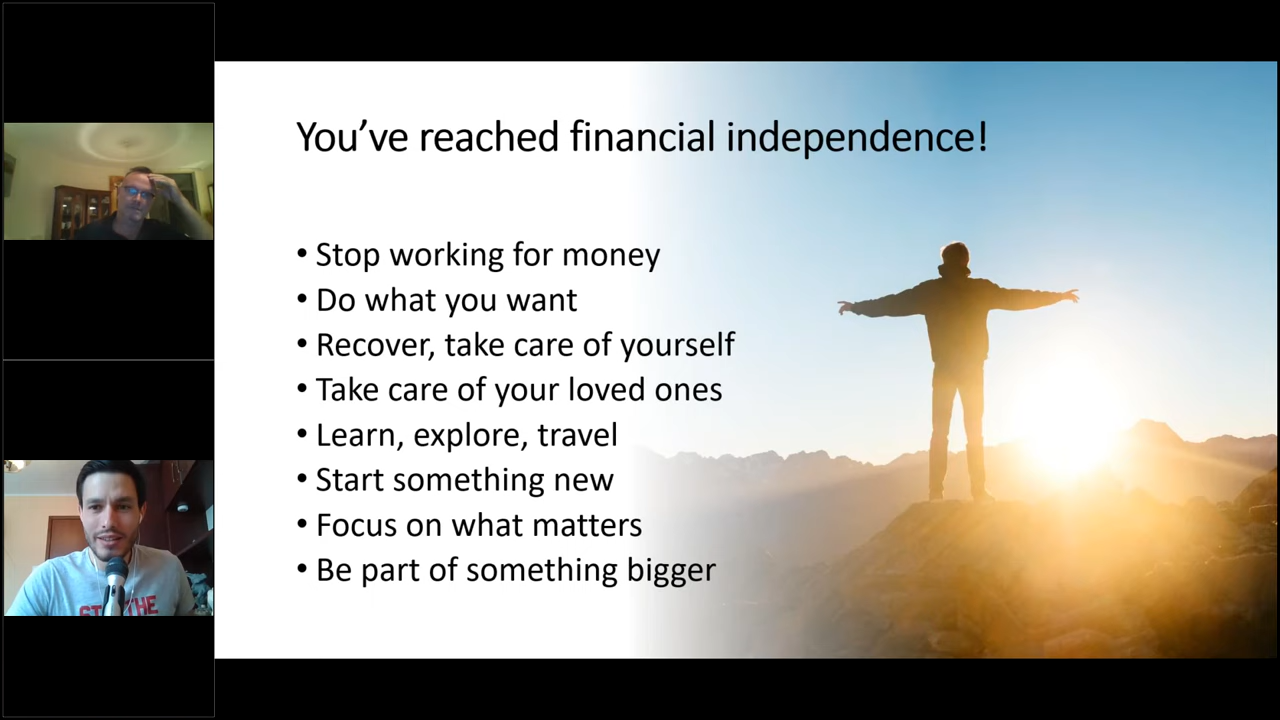 You’ve reached financial independence!
• Stop working for money
• Do what you want
• Recover, take care of yourself
• Take care of your loved ones
• Learn, explore, travel
• Start something new
• Focus on what matters
• Be part of something bigger
THE